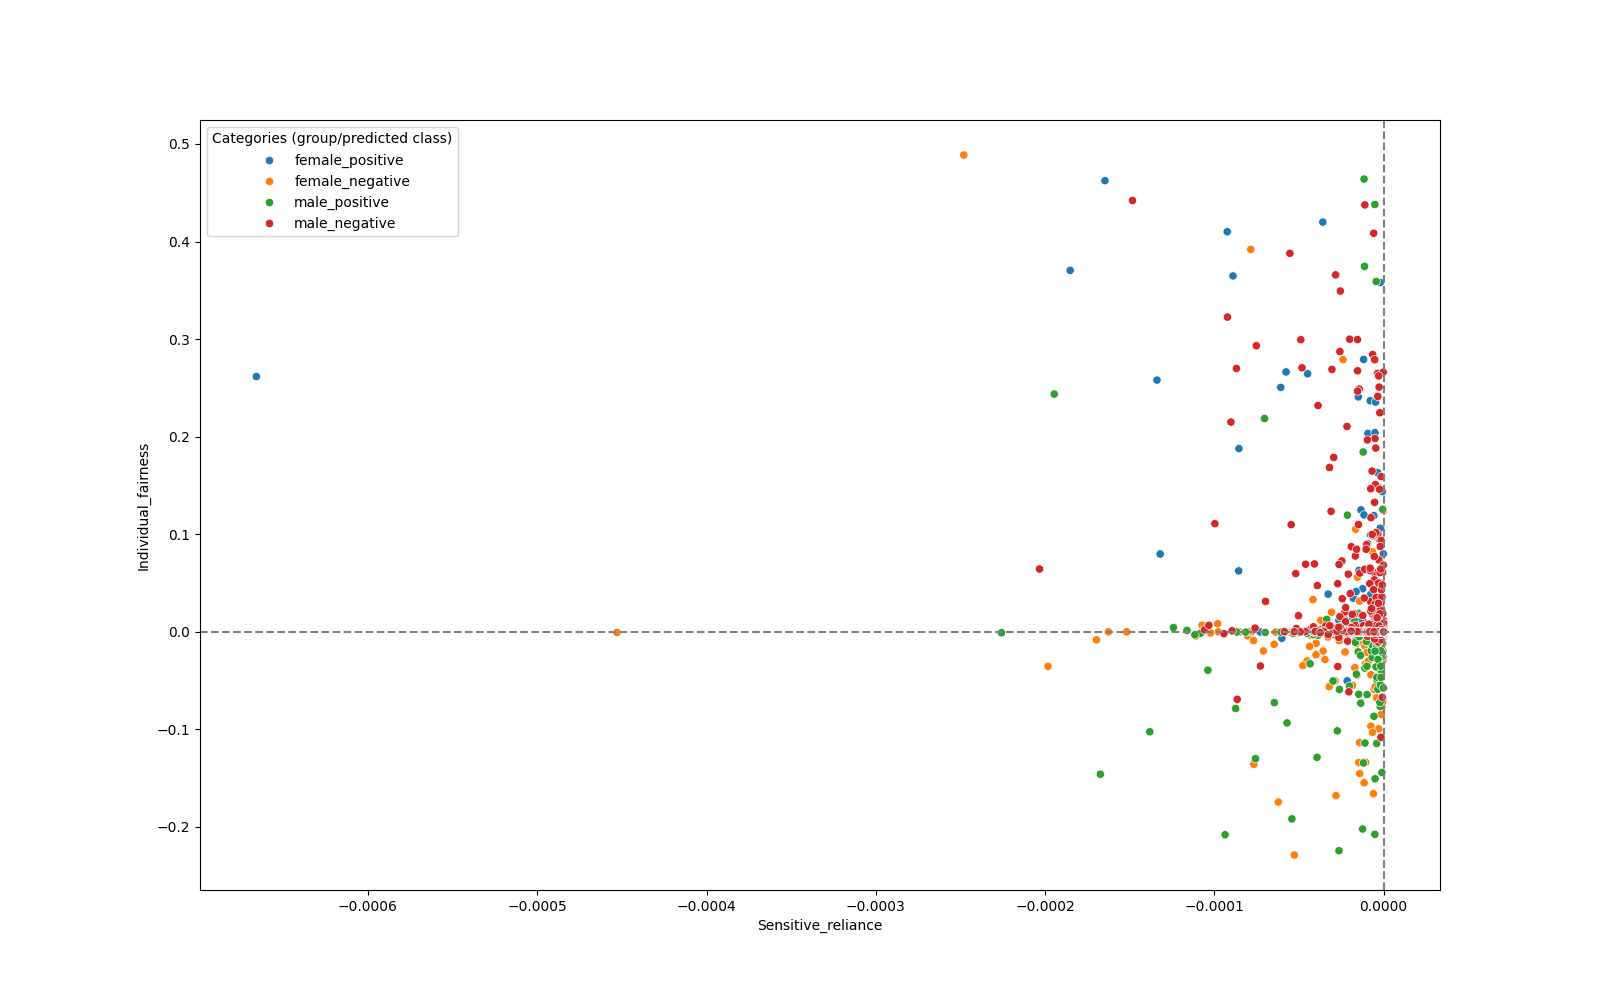 Categories (group/predicted class)
female_positive
female_negative
male_positive
male_negative
0.5
0.4
0.3
0.2
0.1
0.0
−0.1
−0.2
Individual_fairness
−0.0006
−0.0005
−0.0004
−0.0003
−0.0002
−0.0001
0.0000
Sensitive_reliance